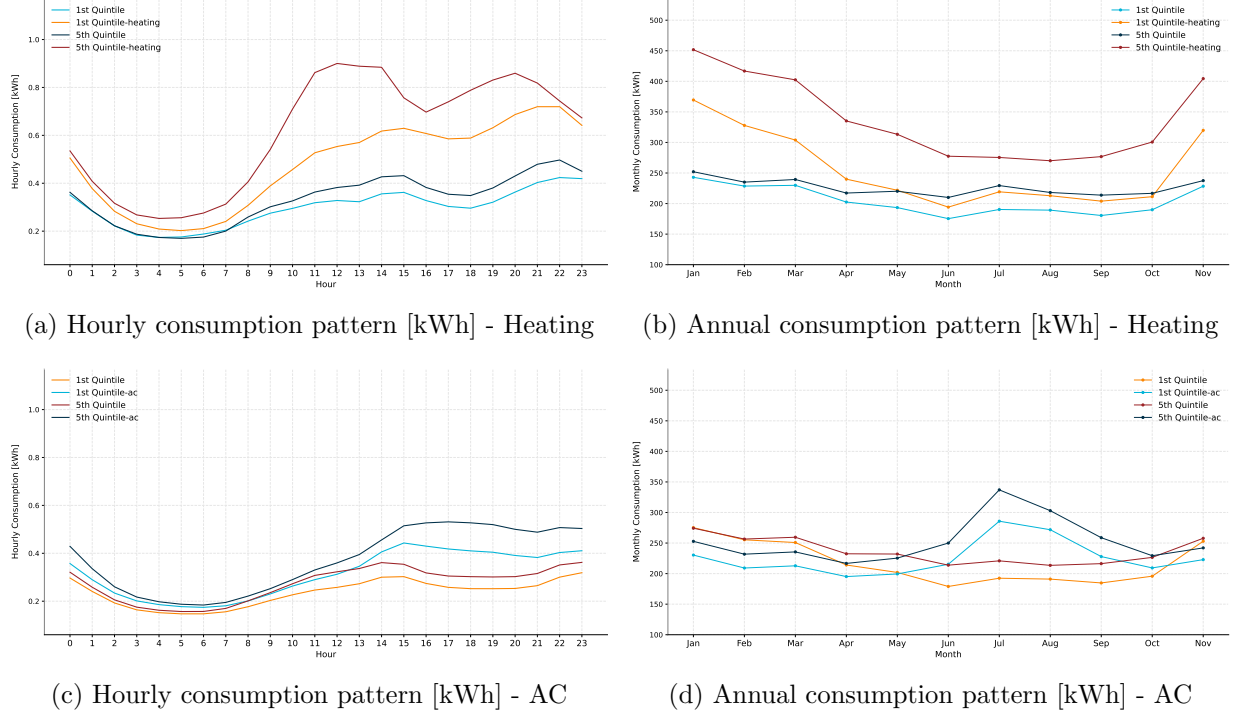 1st Quintile
1st Quintile-heating
5th Quintile
5th Quintile-heating
1.0
0.8
0.6
0.4
0.2
Hourly Consumption [kWh]
0 1 2 3 4 5 6 7 8 9 10 11 12 13 14 15 16 17 18 19 20 21 22 23
Hour
(a) Hourly consumption pattern [kWh] - Heating
1st Quintile
1st Quintile-heating
5th Quintile
5th Quintile-heating
500
450
400
350
300
250
200
150
100
Monthly Consumption [kWh]
Jan Feb Mar Apr May Jun Jul Aug Sep Oct Nov
Month
(b) Annual consumption pattern [kWh] - Heating
1st Quintile
1st Quintile-ac
5th Quintile
5th Quintile-ac
1.0
0.8
0.6
0.4
0.2
Hourly Consumption [kWh]
0 1 2 3 4 5 6 7 8 9 10 11 12 13 14 15 16 17 18 19 20 21 22 23
Hour
(c) Hourly consumption pattern [kWh] - AC
1st Quintile
1st Quintile-ac
5th Quintile
5th Quintile-ac
500
450
400
350
300
250
200
150
100
Monthly Consumption [kWh]
Jan Feb Mar Apr May Jun Jul Aug Sep Oct Nov
Month
(d) Annual consumption pattern [kWh] - AC